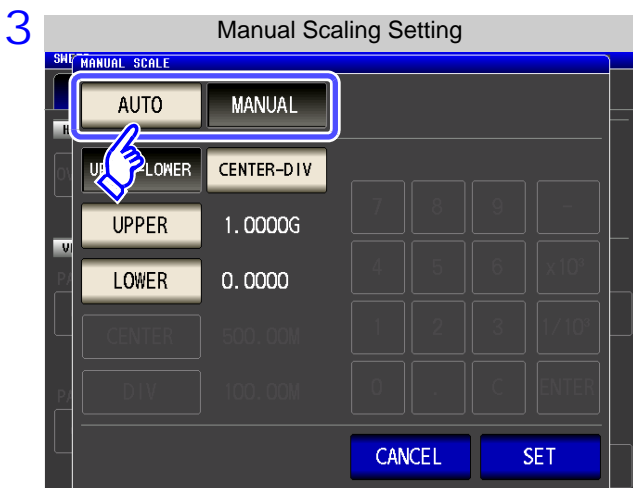 3
Manual Scaling Setting
MANUAL SCALE
AUTO MANUAL
LOWER CENTER-DIV
UPPER 1.0000G
LOWER 0.0000
CENTER 500.00M
DIV 100.00M
7 8 9 -
4 5 6 x10³
1 2 3 1/10³
0 . C ENTER
CANCEL SET